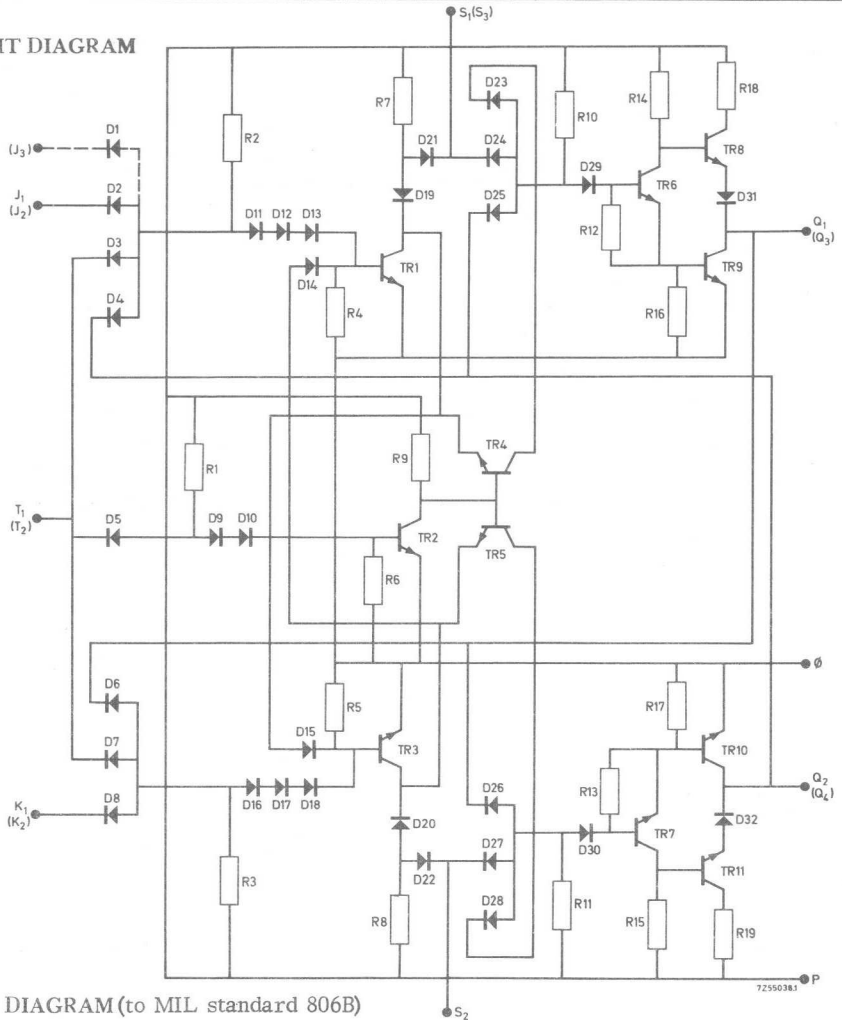 S₁(S₃)
IT DIAGRAM
D23
R7
R14
R18
R2
R10
D1
(J₃)
D21
D24
D29
TR8
J₁
(J₂)
D2
D25
TR6
D31
D19
D3
D11 D12 D13
R12
Q₁
(Q₃)
TR1
TR9
D14
D4
R4
R16
TR4
R9
R1
T₁
(T₂)
D5
D9 D10
TR2
TR5
R6
Ø
D6
R5
R17
D15
TR3
TR10
D7
D26
Q₂
(Q₄)
K₁
(K₂)
D8
D16 D17 D18
R13
D20
D27
D30
TR7
D32
R3
D22
TR11
D28
R8
R11
R15
R19
P
7Z55038.1
DIAGRAM (to MIL standard 806B)
S₂